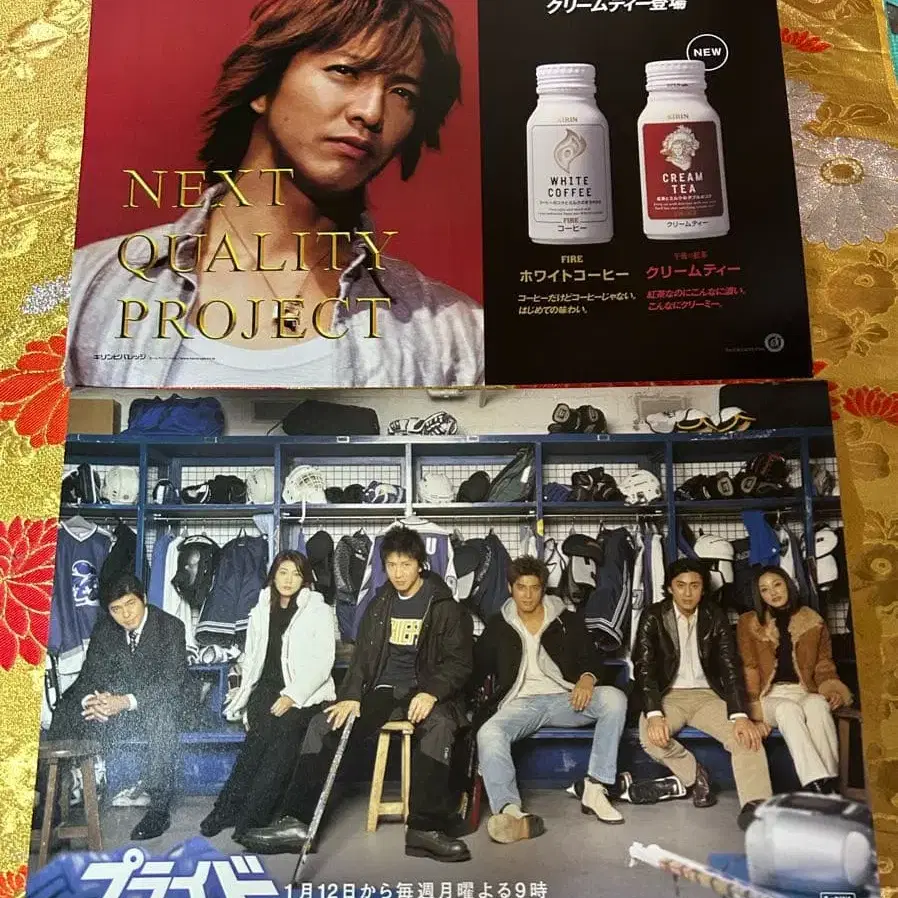 クリームティー登場
NEW
NEXT
QUALITY
PROJECT
キリンビバレッジ
KIRIN
WHITE
COFFEE
FIRE
コーヒー
KIRIN
CREAM
TEA
クリームティー
FIRE
ホワイトコーヒー
コーヒーだけどコーヒーじゃない。
はじめての味わい。
午後の紅茶
クリームティー
紅茶なのにこんなに濃い、
こんなにクリーミー。
プライド
1月12日から毎週月曜よる9時